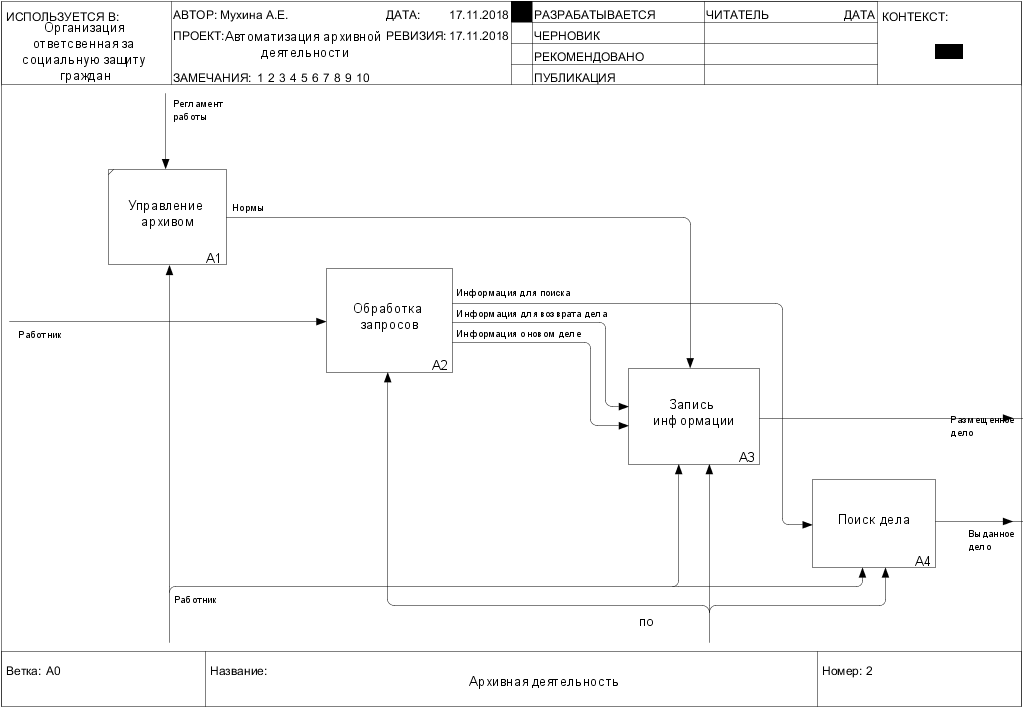 ИСПОЛЬЗУЕТСЯ В:
Организация
ответсвенная за
социальную защиту
граждан
АВТОР: Мухина А.Е.
ДАТА: 17.11.2018
ПРОЕКТ:Автоматизация архивной
деятельности
РЕВИЗИЯ: 17.11.2018
ЗАМЕЧАНИЯ: 1 2 3 4 5 6 7 8 9 10
РАЗРАБАТЫВАЕТСЯ
ЧЕРНОВИК
РЕКОМЕНДОВАНО
ПУБЛИКАЦИЯ
ЧИТАТЕЛЬ
ДАТА
КОНТЕКСТ:
Регламент
работы
Управление
архивом
A1
Нормы
Обработка
запросов
A2
Информация для поиска
Информация для возврата дела
Информация о новом деле
Работник
Запись
информации
A3
Размещенное
дело
Поиск дела
A4
Выданное
дело
Работник
ПО
Ветка: A0
Название:
Архивная деятельность
Номер: 2